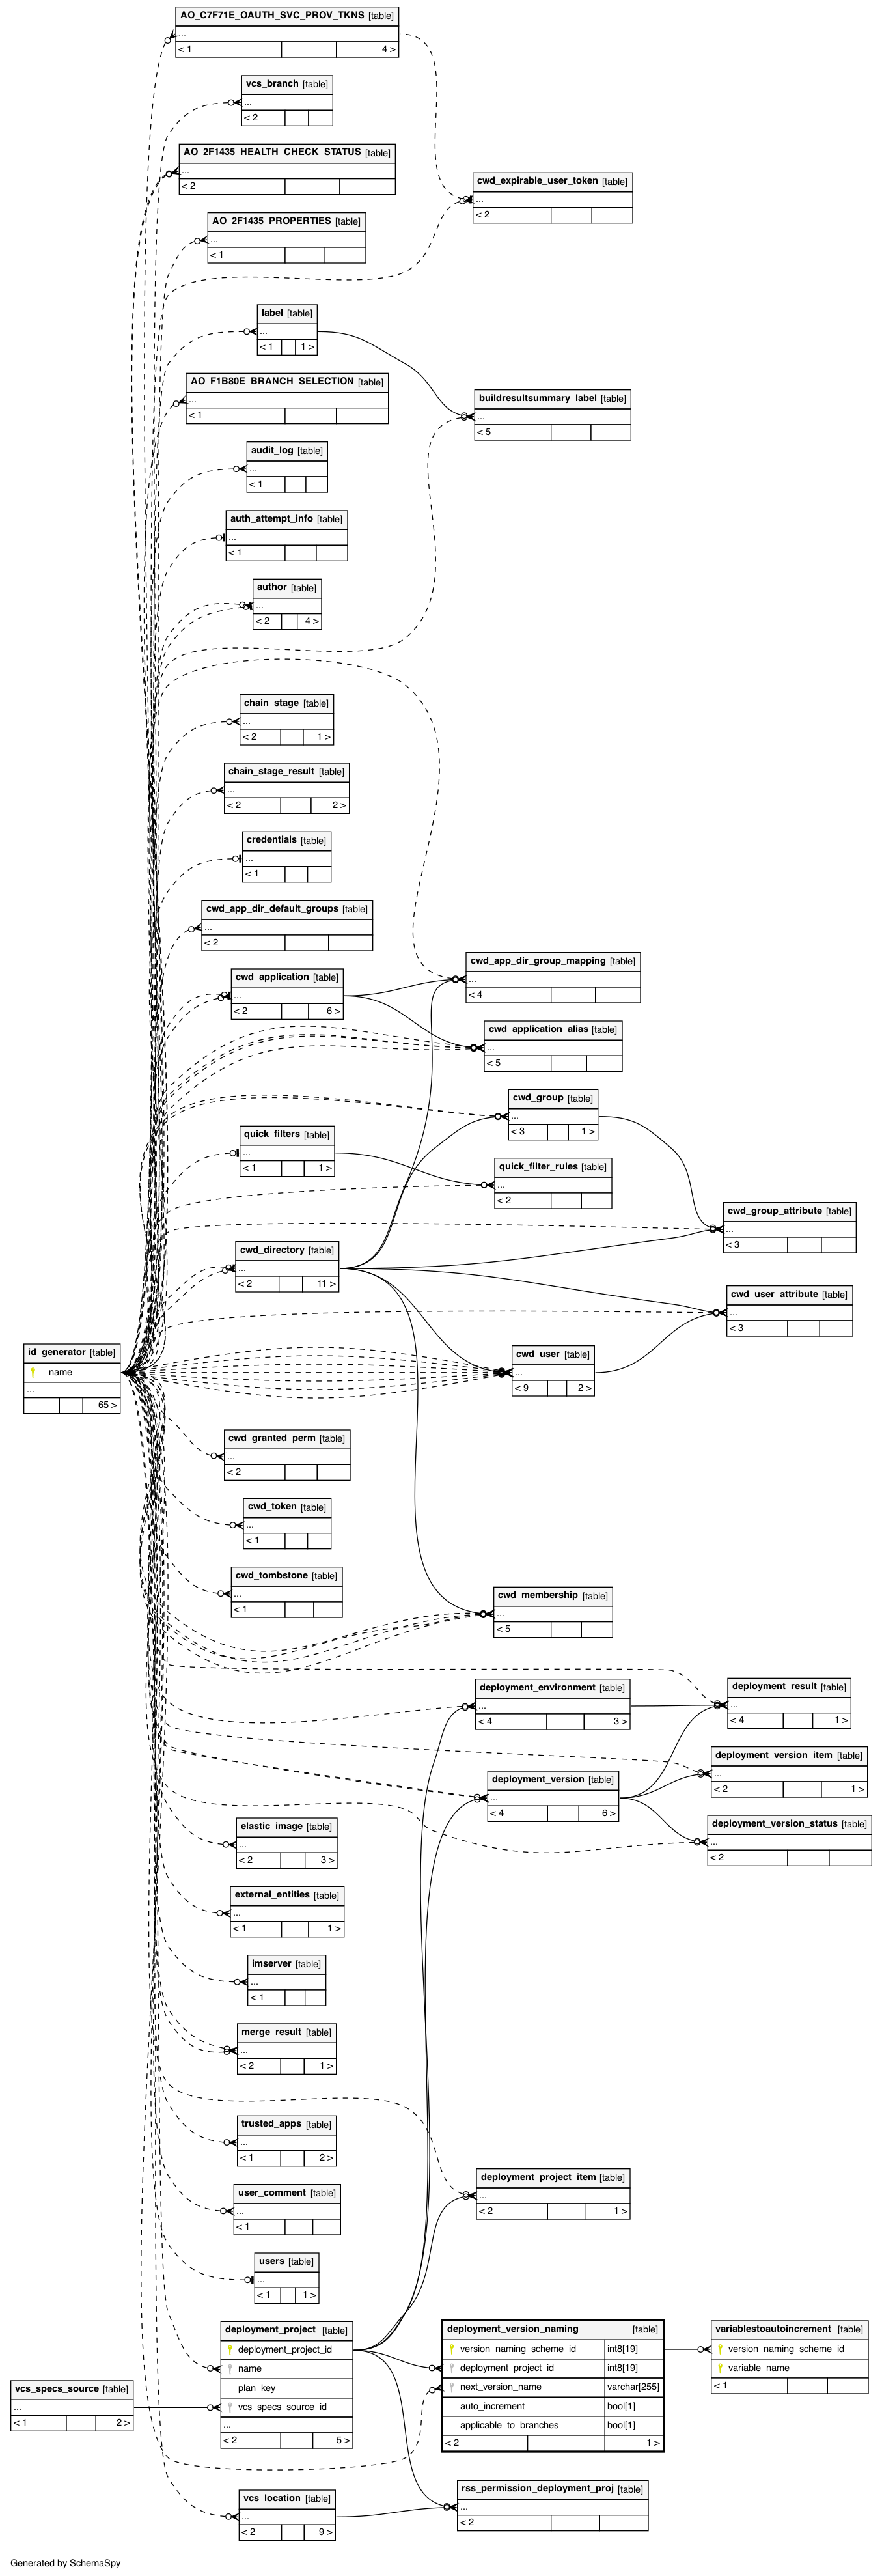 AO_C7F71E_OAUTH_SVC_PROV_TKNS [table]
...
< 1 4 >
vcs_branch [table]
...
< 2
AO_2F1435_HEALTH_CHECK_STATUS [table]
...
< 2
cwd_expirable_user_token [table]
...
< 2
AO_2F1435_PROPERTIES [table]
...
< 1
label [table]
...
< 1 1 >
AO_F1B80E_BRANCH_SELECTION [table]
...
< 1
buildresultsummary_label [table]
...
< 5
audit_log [table]
...
< 1
auth_attempt_info [table]
...
< 1
author [table]
...
< 2 4 >
chain_stage [table]
...
< 2 1 >
chain_stage_result [table]
...
< 2 2 >
credentials [table]
...
< 1
cwd_app_dir_default_groups [table]
...
< 2
cwd_app_dir_group_mapping [table]
...
< 4
cwd_application [table]
...
< 2 6 >
cwd_application_alias [table]
...
< 5
cwd_group [table]
...
< 3 1 >
quick_filters [table]
...
< 1 1 >
quick_filter_rules [table]
...
< 2
cwd_group_attribute [table]
...
< 3
cwd_directory [table]
...
< 2 11 >
cwd_user_attribute [table]
...
< 3
id_generator [table]
name
...
65 >
cwd_user [table]
...
< 9 2 >
cwd_granted_perm [table]
...
< 2
cwd_token [table]
...
< 1
cwd_tombstone [table]
...
< 1
cwd_membership [table]
...
< 5
deployment_environment [table]
...
< 4 3 >
deployment_result [table]
...
< 4 1 >
deployment_version_item [table]
...
< 2 1 >
deployment_version [table]
...
< 4 6 >
deployment_version_status [table]
...
< 2
elastic_image [table]
...
< 2 3 >
external_entities [table]
...
< 1 1 >
imserver [table]
...
< 1
merge_result [table]
...
< 2 1 >
trusted_apps [table]
...
< 1 2 >
deployment_project_item [table]
...
< 2 1 >
user_comment [table]
...
< 1
users [table]
...
< 1 1 >
deployment_project [table]
deployment_project_id
name
plan_key
vcs_specs_source_id
...
< 2 5 >
deployment_version_naming [table]
version_naming_scheme_id int8[19]
deployment_project_id int8[19]
next_version_name varchar[255]
auto_increment bool[1]
applicable_to_branches bool[1]
< 2 1 >
variablestoautoincrement [table]
version_naming_scheme_id
variable_name
< 1
vcs_specs_source [table]
...
< 1 2 >
rss_permission_deployment_proj [table]
...
< 2
vcs_location [table]
...
< 2 9 >
Generated by SchemaSpy